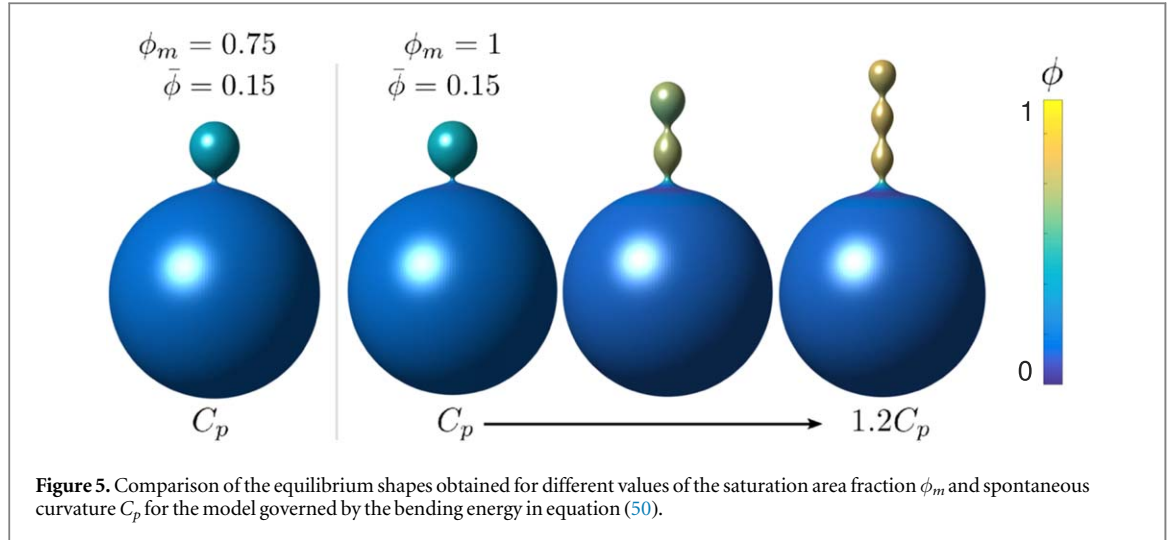 ϕ_m = 0.75
ϕ̄ = 0.15
ϕ_m = 1
ϕ̄ = 0.15
ϕ
1
0
C_p
C_p
1.2C_p
Figure 5. Comparison of the equilibrium shapes obtained for different values of the saturation area fraction ϕ_m and spontaneous
curvature C_p for the model governed by the bending energy in equation (50).